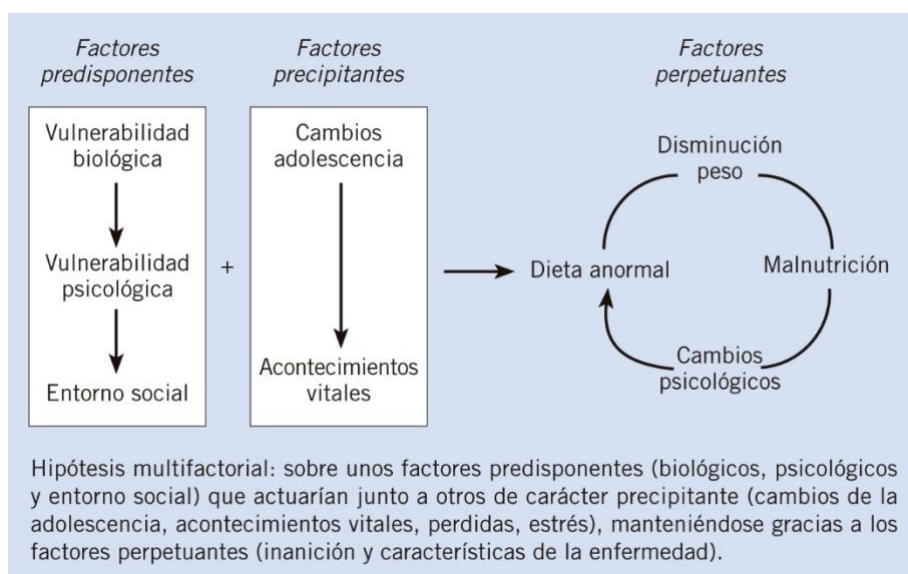 Factores
predisponentes
Factores
precipitantes
Factores
perpetuantes
Vulnerabilidad
biológica
Vulnerabilidad
psicológica
Entorno social
+
Cambios
adolescencia
Acontecimientos
vitales
Disminución
peso
Dieta anormal
Malnutrición
Cambios
psicológicos
Hipótesis multifactorial: sobre unos factores predisponentes (biológicos, psicológicos
y entorno social) que actuarían junto a otros de carácter precipitante (cambios de la
adolescencia, acontecimientos vitales, perdidas, estrés), manteniéndose gracias a los
factores perpetuantes (inanición y características de la enfermedad).